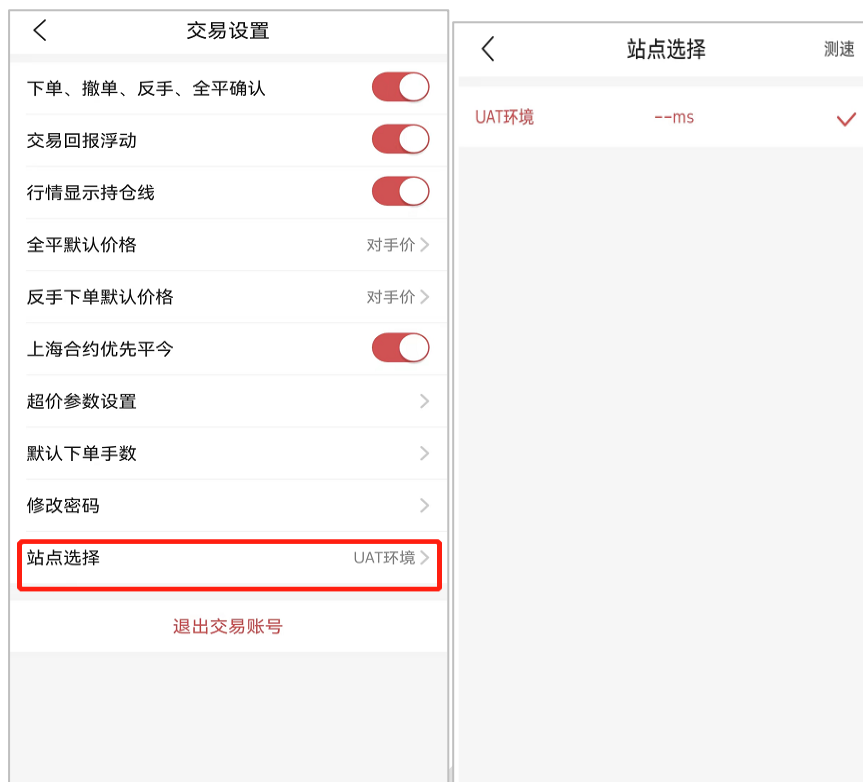 交易设置
下单、撤单、反手、全平确认
交易回报浮动
行情显示持仓线
全平默认价格 对手价
反手下单默认价格 对手价
上海合约优先平今
超价参数设置
默认下单手数
修改密码
站点选择 UAT环境
退出交易账号
站点选择 测速
UAT环境 --ms